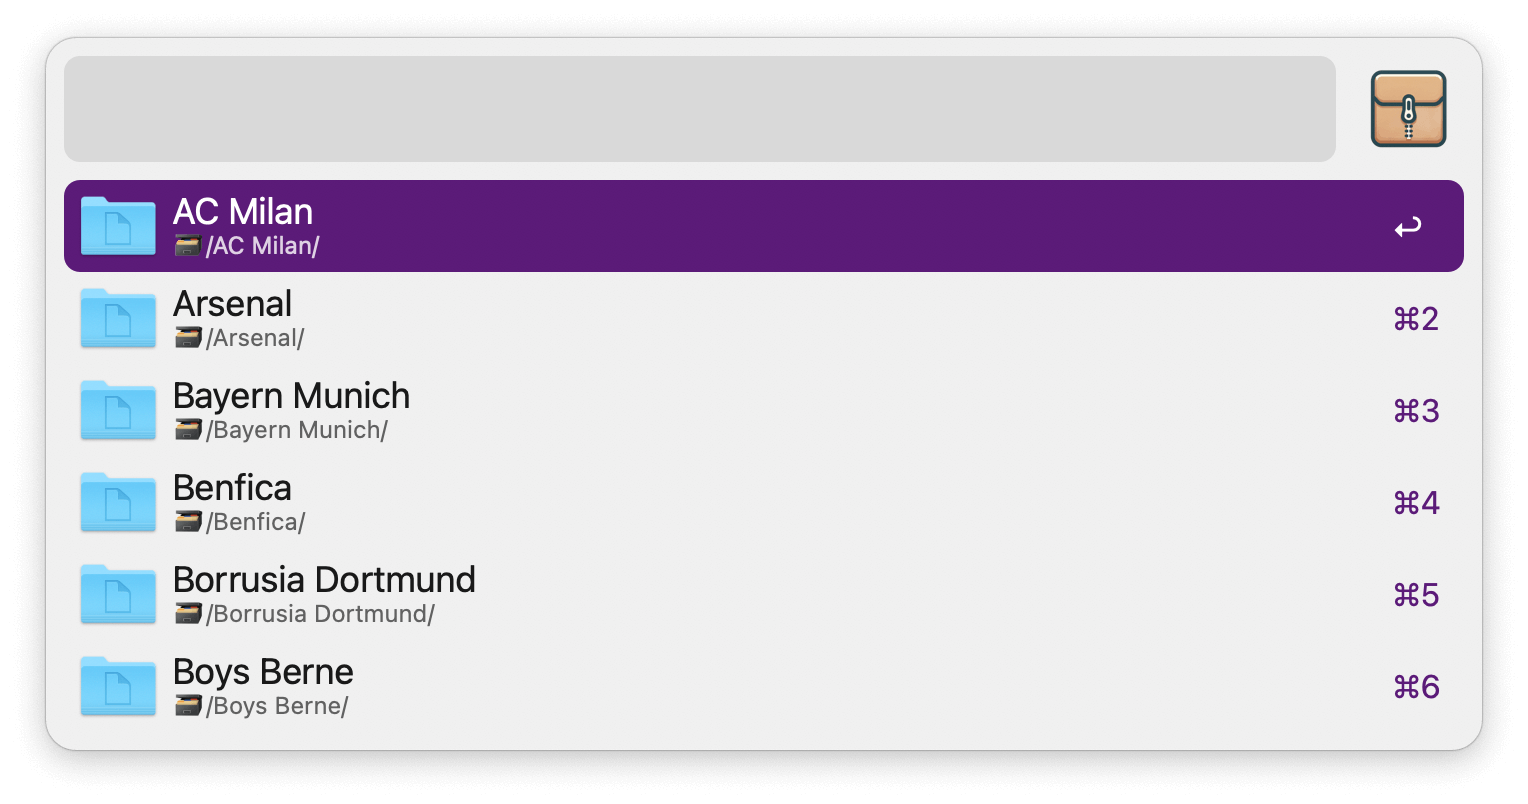 AC Milan
/AC Milan/
Arsenal
/Arsenal/
⌘2
Bayern Munich
/Bayern Munich/
⌘3
Benfica
/Benfica/
⌘4
Borrusia Dortmund
/Borrusia Dortmund/
⌘5
Boys Berne
/Boys Berne/
⌘6